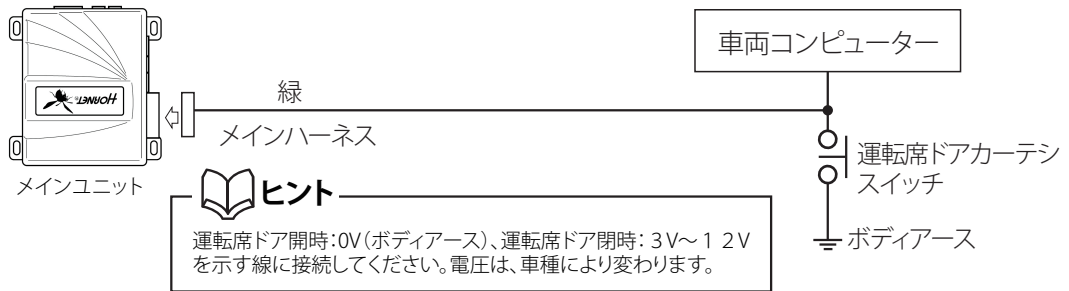 車両コンピューター
HORNET®
緑
メインハーネス
メインユニット
運転席ドアカーテシ
スイッチ
ボディアース
ヒント
運転席ドア開時:0V(ボディアース)、運転席ドア閉時:3V～12V
を示す線に接続してください。電圧は、車種により変わります。